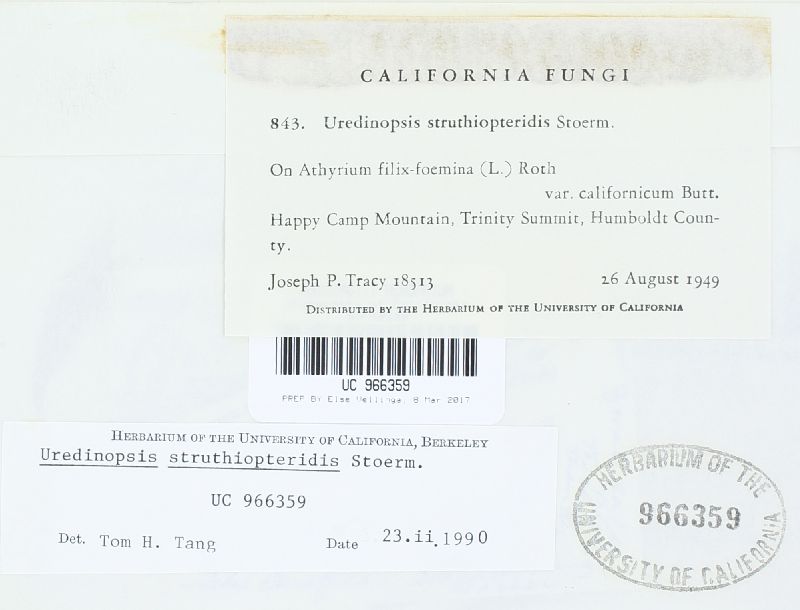 CALIFORNIA FUNGI
843. Uredinopsis struthiopteridis Stoerm.
On Athyrium filix-foemina (L.) Roth
var. californicum Butt.
Happy Camp Mountain, Trinity Summit, Humboldt Coun-
ty.
Joseph P. Tracy 18513 26 August 1949
DISTRIBUTED BY THE HERBARIUM OF THE UNIVERSITY OF CALIFORNIA
UC 966359
PREP BY Else Vellinga, 8 Mar 2017
HERBARIUM OF THE UNIVERSITY OF CALIFORNIA, BERKELEY
Uredinopsis struthiopteridis Stoerm.
UC 966359
Det. Tom H. Tang Date 23.ii.1990
HERBARIUM OF THE
966359
UNIVERSITY OF CALIFORNIA